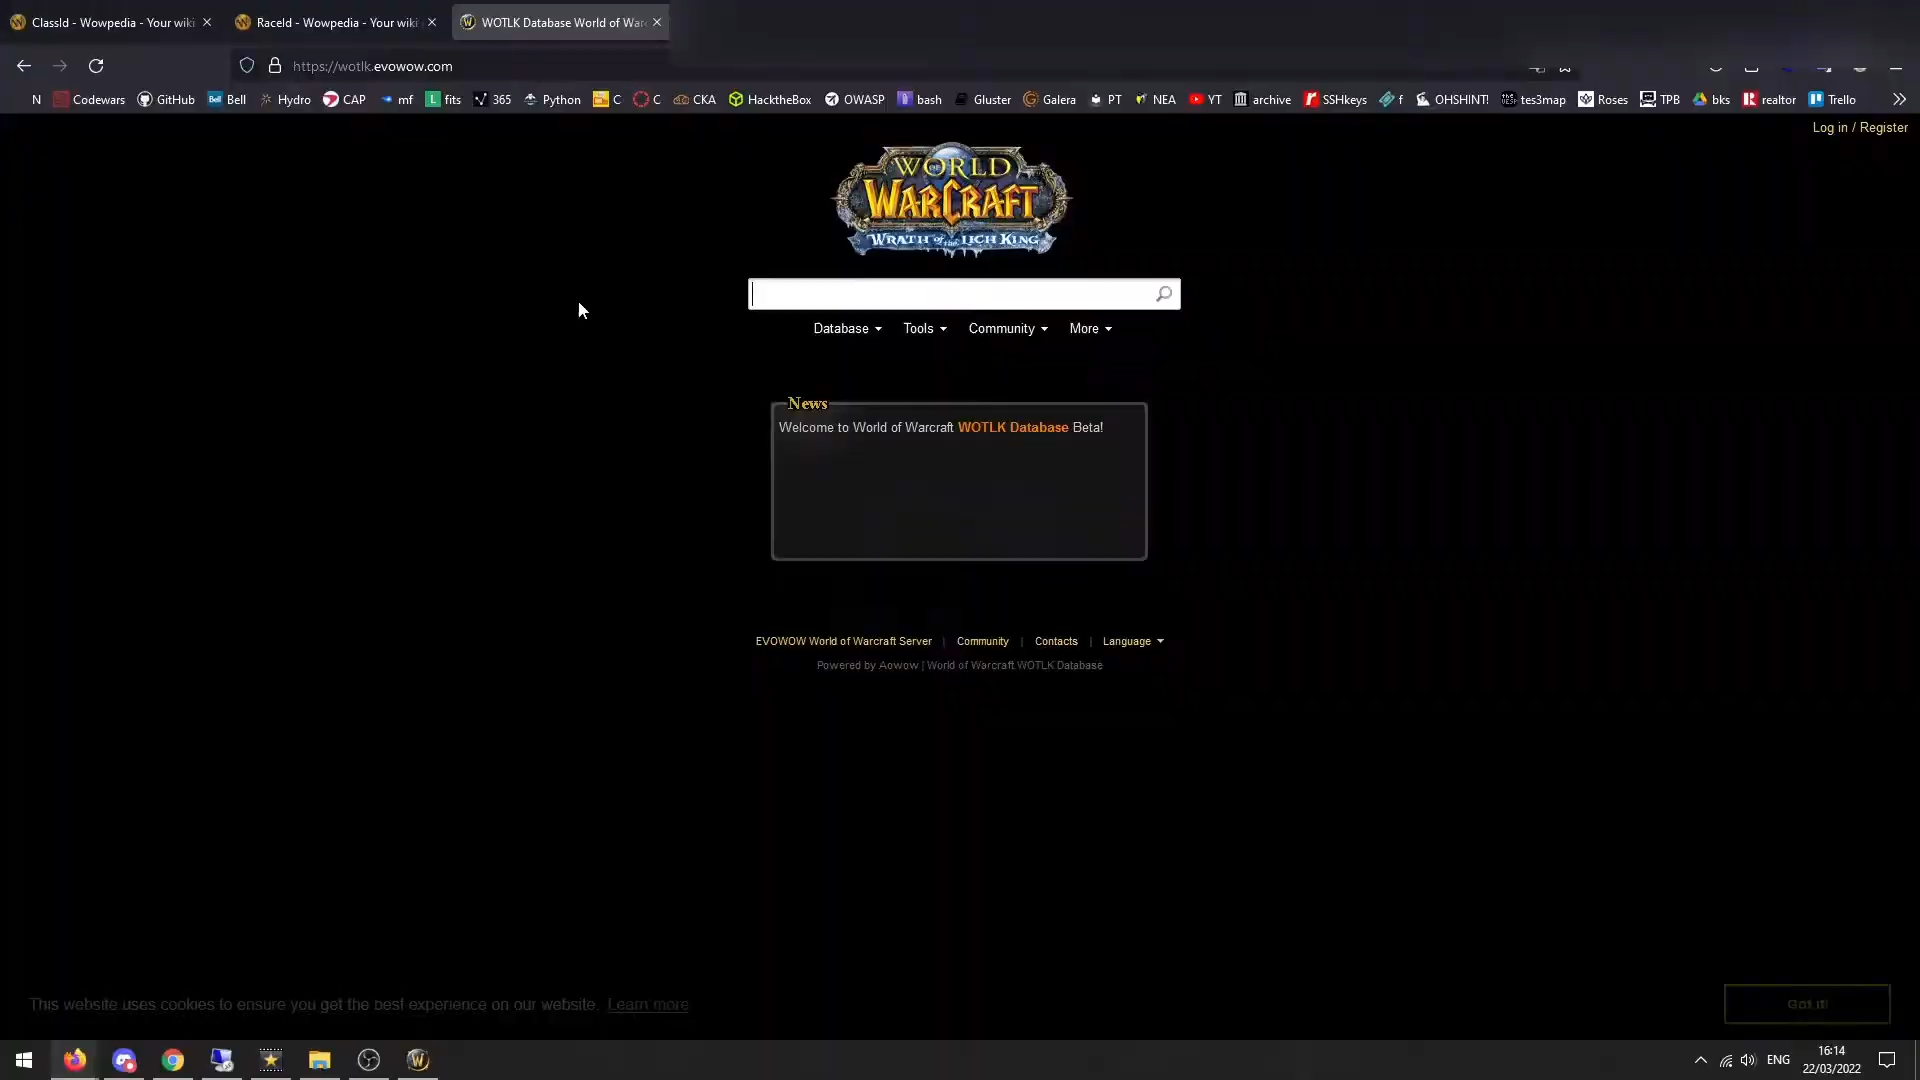 ClassId - Wowpedia - Your wiki
RaceId - Wowpedia - Your wiki
WOTLK Database World of War
https://wotlk.evowow.com
N Codewars GitHub Bell Hydro CAP mf fits 365 Python C C CKA HacktheBox OWASP bash Gluster Galera PT NEA YT archive SSHkeys f OHSHINT! tes3map Roses TPB bks realtor Trello
Log in / Register
WORLD
OF
WARCRAFT
WRATH of the LICH KING
Database Tools Community More
News
Welcome to World of Warcraft WOTLK Database Beta!
EVOWOW World of Warcraft Server | Community | Contacts | Language
Powered by Aowow | World of Warcraft WOTLK Database
This website uses cookies to ensure you get the best experience on our website. Learn more
Got it!
ENG
16:14
22/03/2022